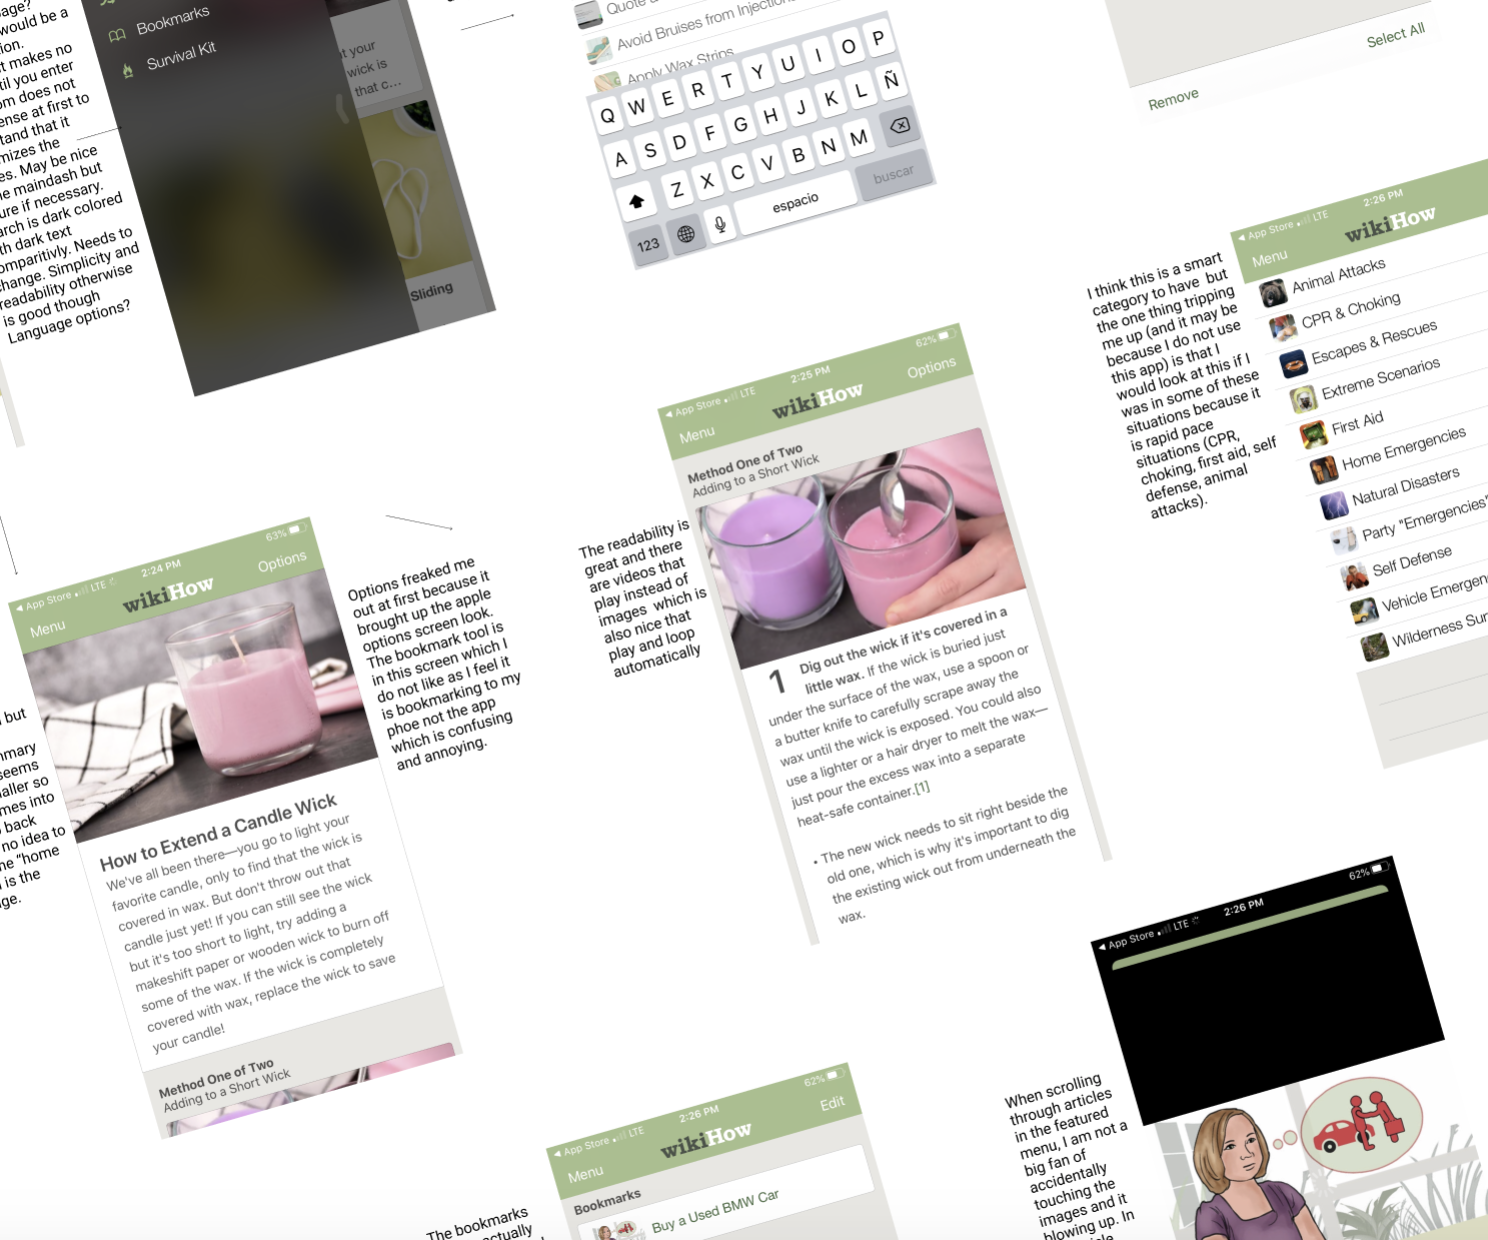 age?
would be a
ion.
t makes no
til you enter
om does not
ense at first to
tand that it
mizes the
es. May be nice
e maindash but
ure if necessary.
arch is dark colored
th dark text
omparitivly. Needs to
change. Simplicity and
readability otherwise
is good though
Language options?
Bookmarks
Survival Kit
t your
wick is
that c...
Sliding
Quote a
Avoid Bruises from Injections
Apply Wax Strips
Q W E R T Y U I O P
A S D F G H J K L Ñ
Z X C V B N M
123 espacio buscar
Select All
Remove
I think this is a smart
category to have but
the one thing tripping
me up (and it may be
because I do not use
this app) is that I
would look at this if I
was in some of these
situations because it
is rapid pace
situations (CPR,
choking, first aid, self
defense, animal
attacks).
App Store LTE 2:26 PM
wikiHow
Menu
Animal Attacks
CPR & Choking
Escapes & Rescues
Extreme Scenarios
First Aid
Home Emergencies
Natural Disasters
Party "Emergencies"
Self Defense
Vehicle Emergen
Wilderness Sur
but
nmary
seems
aller so
mes into
back
no idea to
he "home
is the
ge.
App Store LTE 2:24 PM 63%
wikiHow
Menu Options
How to Extend a Candle Wick
We've all been there—you go to light your
favorite candle, only to find that the wick is
covered in wax. But don't throw out that
candle just yet! If you can still see the wick
but it's too short to light, try adding a
makeshift paper or wooden wick to burn off
some of the wax. If the wick is completely
covered with wax, replace the wick to save
your candle!
Method One of Two
Adding to a Short Wick
Options freaked me
out at first because it
brought up the apple
options screen look.
The bookmark tool is
in this screen which I
do not like as I feel it
is bookmarking to my
phoe not the app
which is confusing
and annoying.
The readability is
great and there
are videos that
play instead of
images which is
also nice that
play and loop
automatically
App Store LTE 2:25 PM 62%
wikiHow
Menu Options
Method One of Two
Adding to a Short Wick
1 Dig out the wick if it's covered in a
little wax. If the wick is buried just
under the surface of the wax, use a spoon or
a butter knife to carefully scrape away the
wax until the wick is exposed. You could also
use a lighter or a hair dryer to melt the wax—
just pour the excess wax into a separate
heat-safe container.[1]
• The new wick needs to sit right beside the
old one, which is why it's important to dig
the existing wick out from underneath the
wax.
The bookmarks
ctually
App Store LTE 2:26 PM 62%
wikiHow
Menu Edit
Bookmarks
Buy a Used BMW Car
When scrolling
through articles
in the featured
menu, I am not a
big fan of
accidentally
touching the
images and it
blowing up. In
App Store LTE 2:26 PM 62%